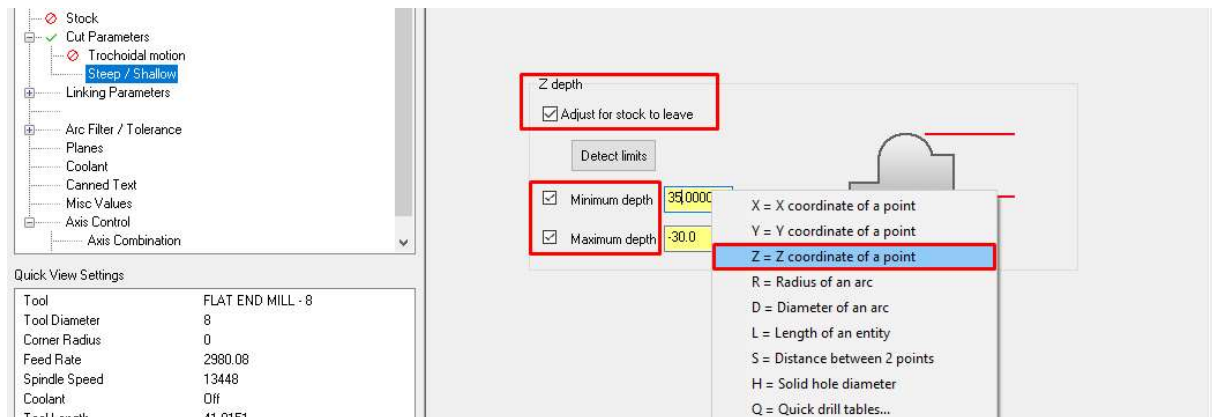 Stock
Cut Parameters
Trochoidal motion
Steep / Shallow
Linking Parameters
Arc Filter / Tolerance
Planes
Coolant
Canned Text
Misc Values
Axis Control
Axis Combination
Quick View Settings
Tool FLAT END MILL - 8
Tool Diameter 8
Corner Radius 0
Feed Rate 2980.08
Spindle Speed 13448
Coolant Off
Tool Length 41.9151
Z depth
Adjust for stock to leave
Detect limits
Minimum depth 35.0000
Maximum depth -30.0
X = X coordinate of a point
Y = Y coordinate of a point
Z = Z coordinate of a point
R = Radius of an arc
D = Diameter of an arc
L = Length of an entity
S = Distance between 2 points
H = Solid hole diameter
Q = Quick drill tables...